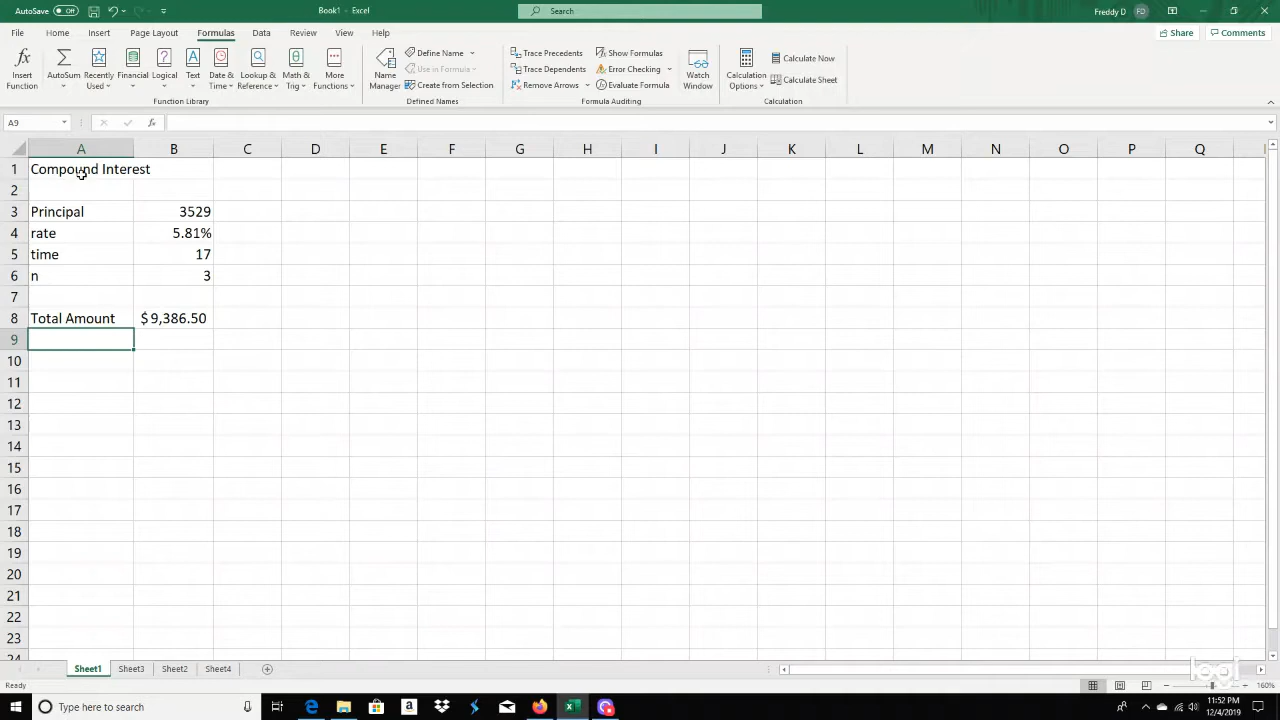 AutoSave Off Book1 - Excel Search Freddy D FD
File Home Insert Page Layout Formulas Data Review View Help Share Comments
Insert Function
AutoSum
Recently Used
Financial
Logical
Text
Date & Time
Lookup & Reference
Math & Trig
More Functions
Function Library
Name Manager
Define Name
Use in Formula
Create from Selection
Defined Names
Trace Precedents
Trace Dependents
Remove Arrows
Show Formulas
Error Checking
Evaluate Formula
Formula Auditing
Watch Window
Calculation Options
Calculate Now
Calculate Sheet
Calculation
A9 fx
A B C D E F G H I J K L M N O P Q
1 Compound Interest
2
3 Principal 3529
4 rate 5.81%
5 time 17
6 n 3
7
8 Total Amount $ 9,386.50
9
10
11
12
13
14
15
16
17
18
19
20
21
22
23
24
Sheet1 Sheet3 Sheet2 Sheet4
Ready 160%
Type here to search
11:52 PM
12/4/2019